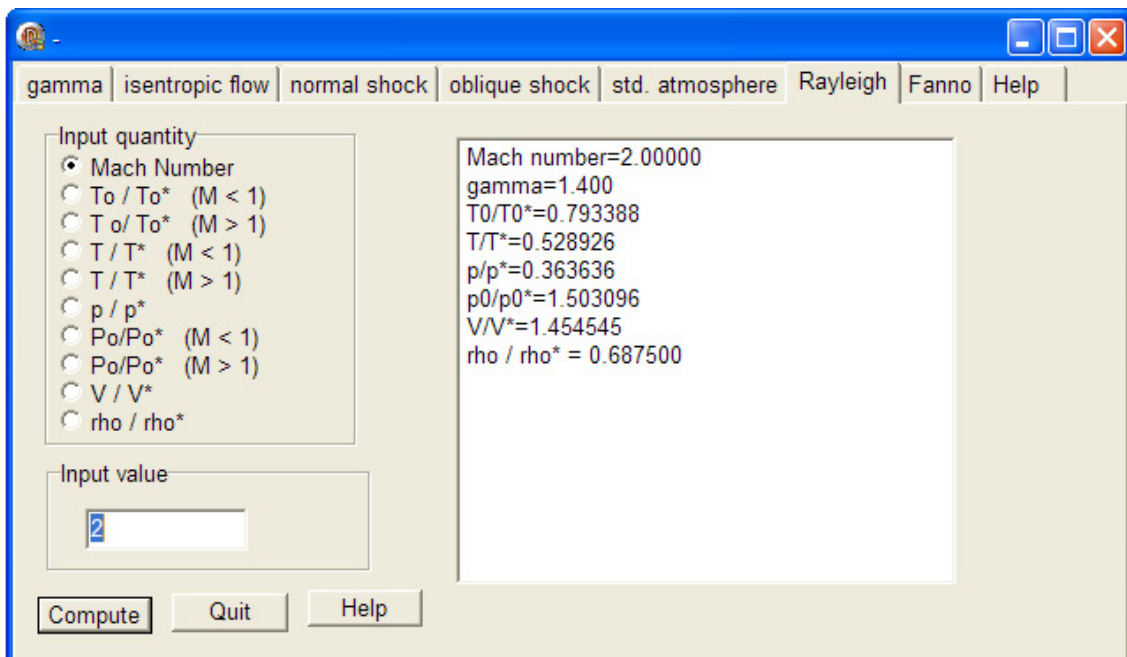 -
gamma isentropic flow normal shock oblique shock std. atmosphere Rayleigh Fanno Help
Input quantity
Mach Number
To / To* (M < 1)
T o/ To* (M > 1)
T / T* (M < 1)
T / T* (M > 1)
p / p*
Po/Po* (M < 1)
Po/Po* (M > 1)
V / V*
rho / rho*
Input value
2
Compute Quit Help
Mach number=2.00000
gamma=1.400
T0/T0*=0.793388
T/T*=0.528926
p/p*=0.363636
p0/p0*=1.503096
V/V*=1.454545
rho / rho* = 0.687500